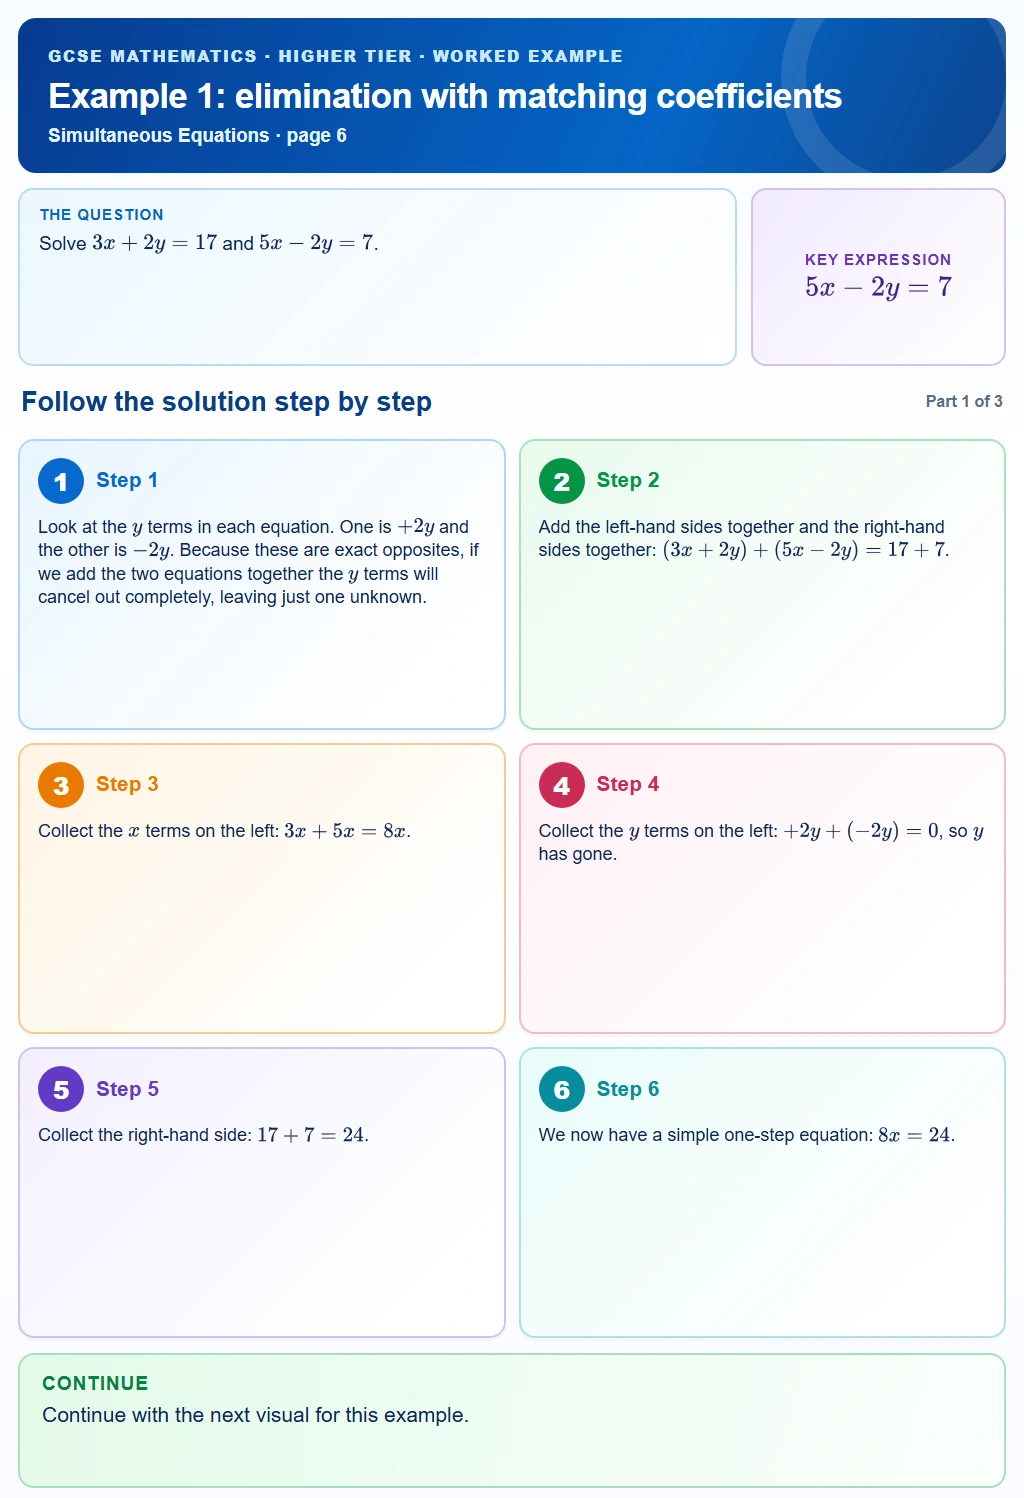 GCSE MATHEMATICS · HIGHER TIER · WORKED EXAMPLE
Example 1: elimination with matching coefficients
Simultaneous Equations · page 6
THE QUESTION
Solve 3x + 2y = 17 and 5x − 2y = 7.
KEY EXPRESSION
5x − 2y = 7
Follow the solution step by step
Part 1 of 3
1 Step 1
Look at the y terms in each equation. One is +2y and
the other is −2y. Because these are exact opposites, if
we add the two equations together the y terms will
cancel out completely, leaving just one unknown.
2 Step 2
Add the left-hand sides together and the right-hand
sides together: (3x + 2y) + (5x − 2y) = 17 + 7.
3 Step 3
Collect the x terms on the left: 3x + 5x = 8x.
4 Step 4
Collect the y terms on the left: +2y + (−2y) = 0, so y
has gone.
5 Step 5
Collect the right-hand side: 17 + 7 = 24.
6 Step 6
We now have a simple one-step equation: 8x = 24.
CONTINUE
Continue with the next visual for this example.